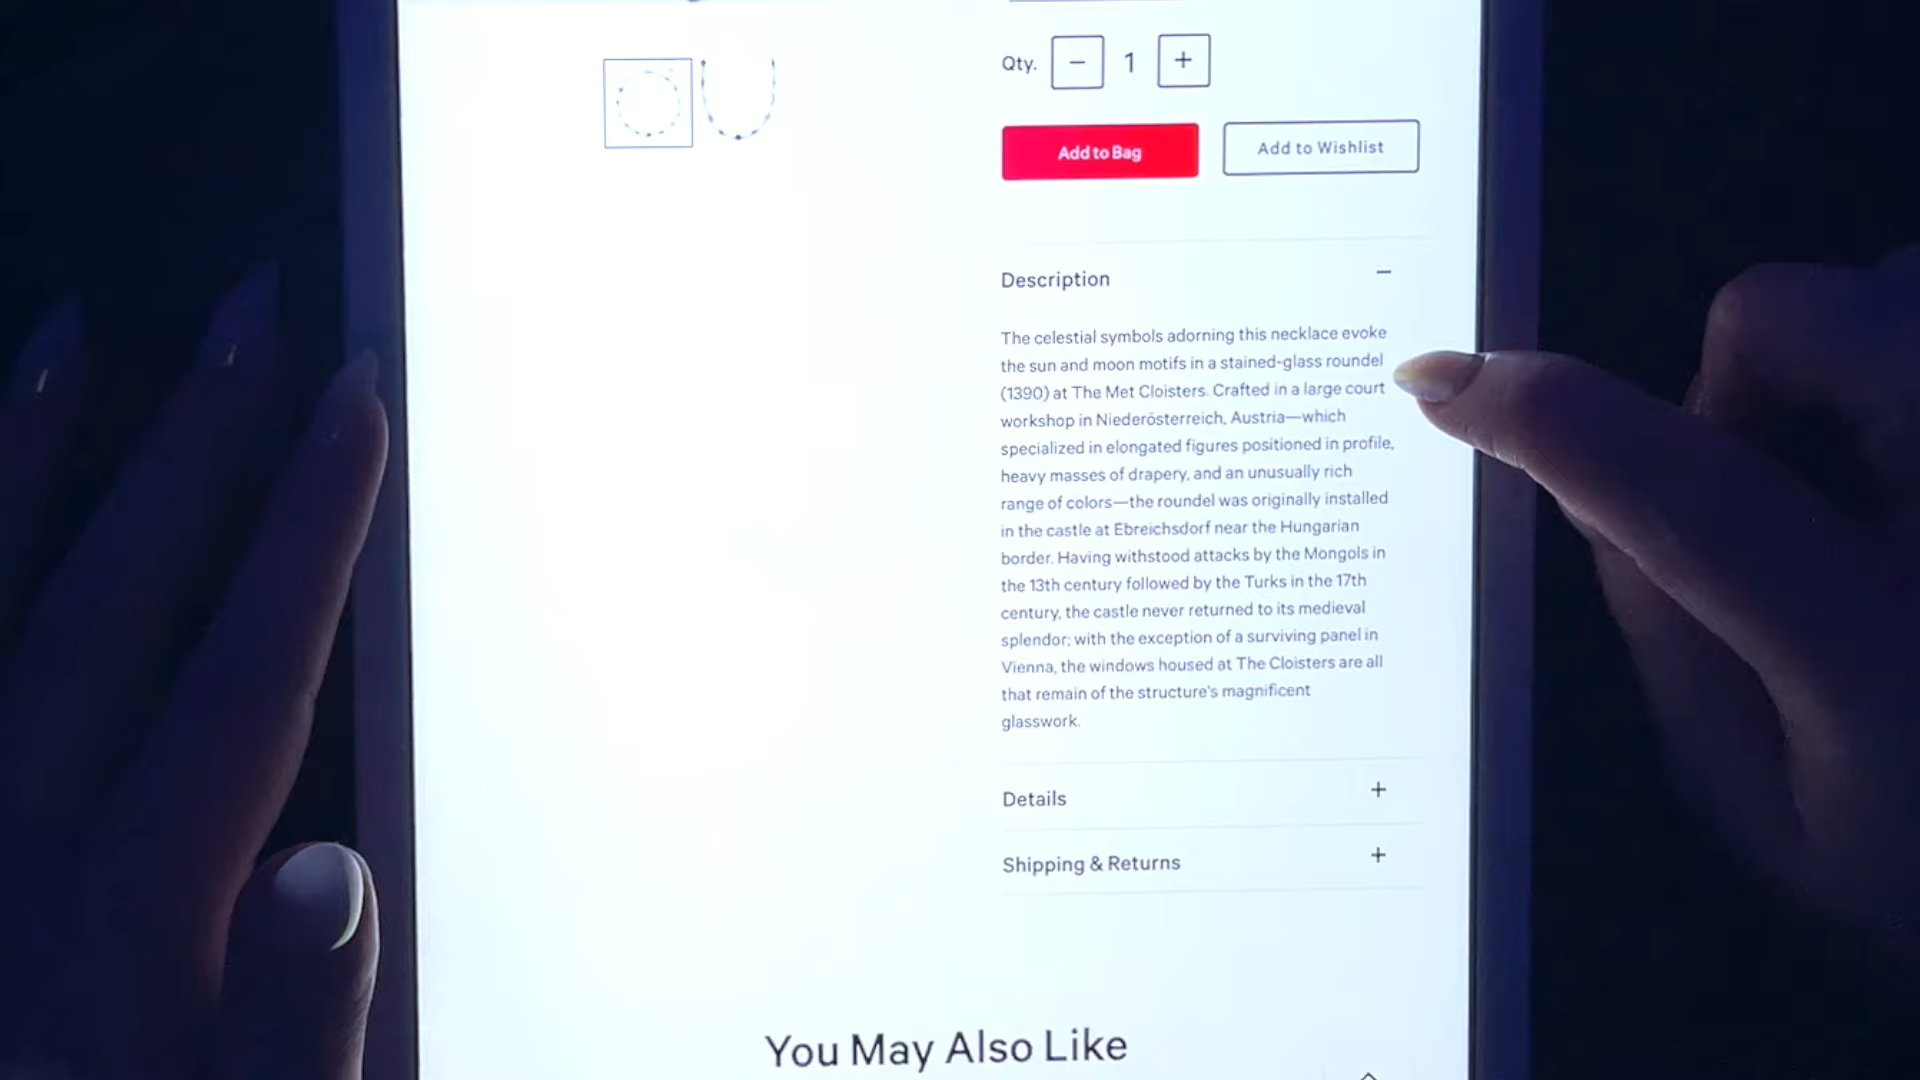 Qty. − 1 +
Add to Bag
Add to Wishlist
Description
The celestial symbols adorning this necklace evoke
the sun and moon motifs in a stained-glass roundel
(1390) at The Met Cloisters. Crafted in a large court
workshop in Niederösterreich, Austria—which
specialized in elongated figures positioned in profile,
heavy masses of drapery, and an unusually rich
range of colors—the roundel was originally installed
in the castle at Ebreichsdorf near the Hungarian
border. Having withstood attacks by the Mongols in
the 13th century followed by the Turks in the 17th
century, the castle never returned to its medieval
splendor; with the exception of a surviving panel in
Vienna, the windows housed at The Cloisters are all
that remain of the structure's magnificent
glasswork.
Details
Shipping & Returns
You May Also Like